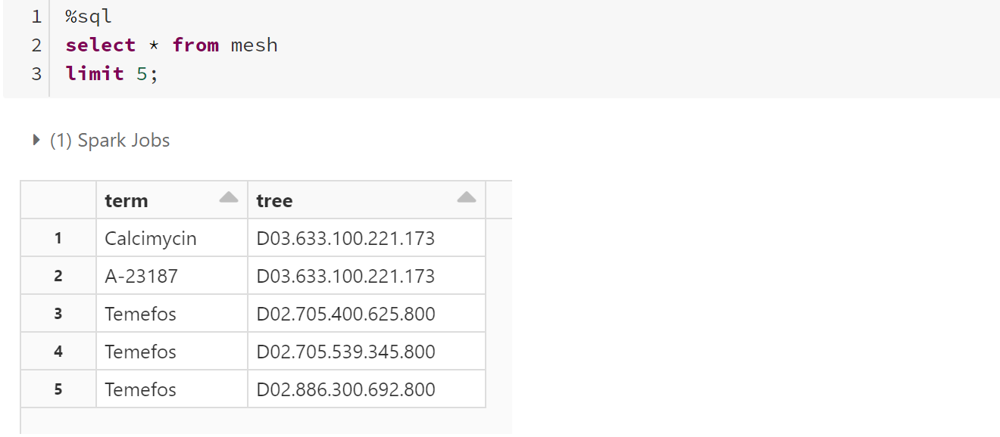 1 %sql
2 select * from mesh
3 limit 5;
(1) Spark Jobs
term tree
1 Calcimycin D03.633.100.221.173
2 A-23187 D03.633.100.221.173
3 Temefos D02.705.400.625.800
4 Temefos D02.705.539.345.800
5 Temefos D02.886.300.692.800